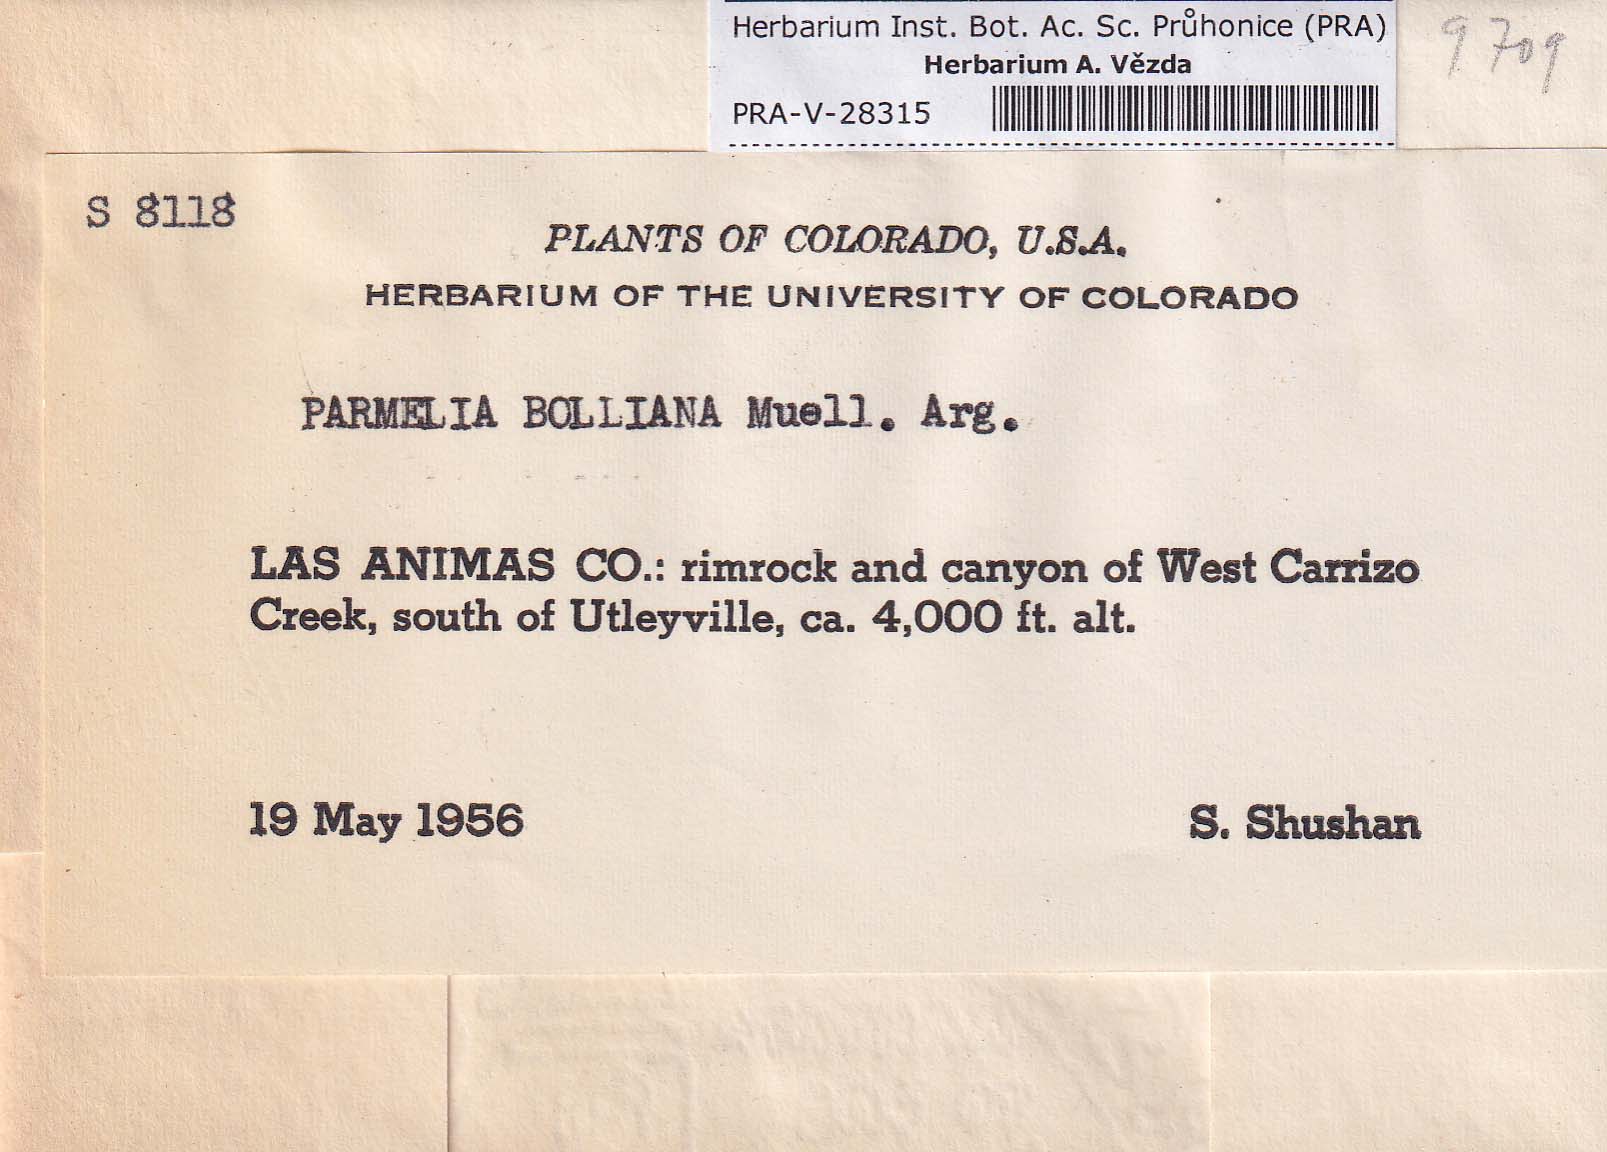 Herbarium Inst. Bot. Ac. Sc. Průhonice (PRA)
Herbarium A. Vězda
PRA-V-28315
9709
S 8118
PLANTS OF COLORADO, U.S.A.
HERBARIUM OF THE UNIVERSITY OF COLORADO
PARMELIA BOLLIANA Muell. Arg.
LAS ANIMAS CO.: rimrock and canyon of West Carrizo
Creek, south of Utleyville, ca. 4,000 ft. alt.
19 May 1956
S. Shushan